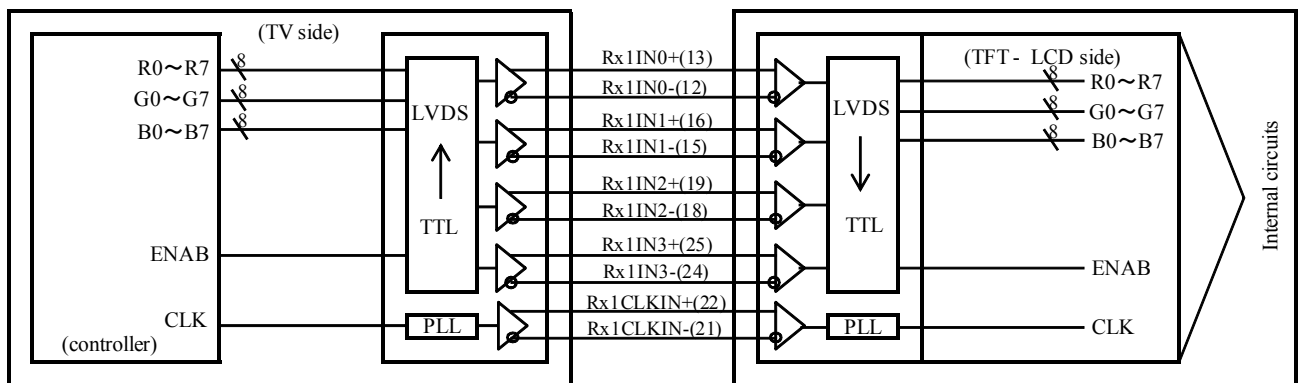 (TV side)
R0～R7
8
G0～G7
8
B0～B7
8
ENAB
CLK
(controller)
LVDS
TTL
PLL
Rx1IN0+(13)
Rx1IN0-(12)
Rx1IN1+(16)
Rx1IN1-(15)
Rx1IN2+(19)
Rx1IN2-(18)
Rx1IN3+(25)
Rx1IN3-(24)
Rx1CLKIN+(22)
Rx1CLKIN-(21)
LVDS
TTL
PLL
(TFT - LCD side)
8
R0～R7
8
G0～G7
8
B0～B7
ENAB
CLK
Internal circuits